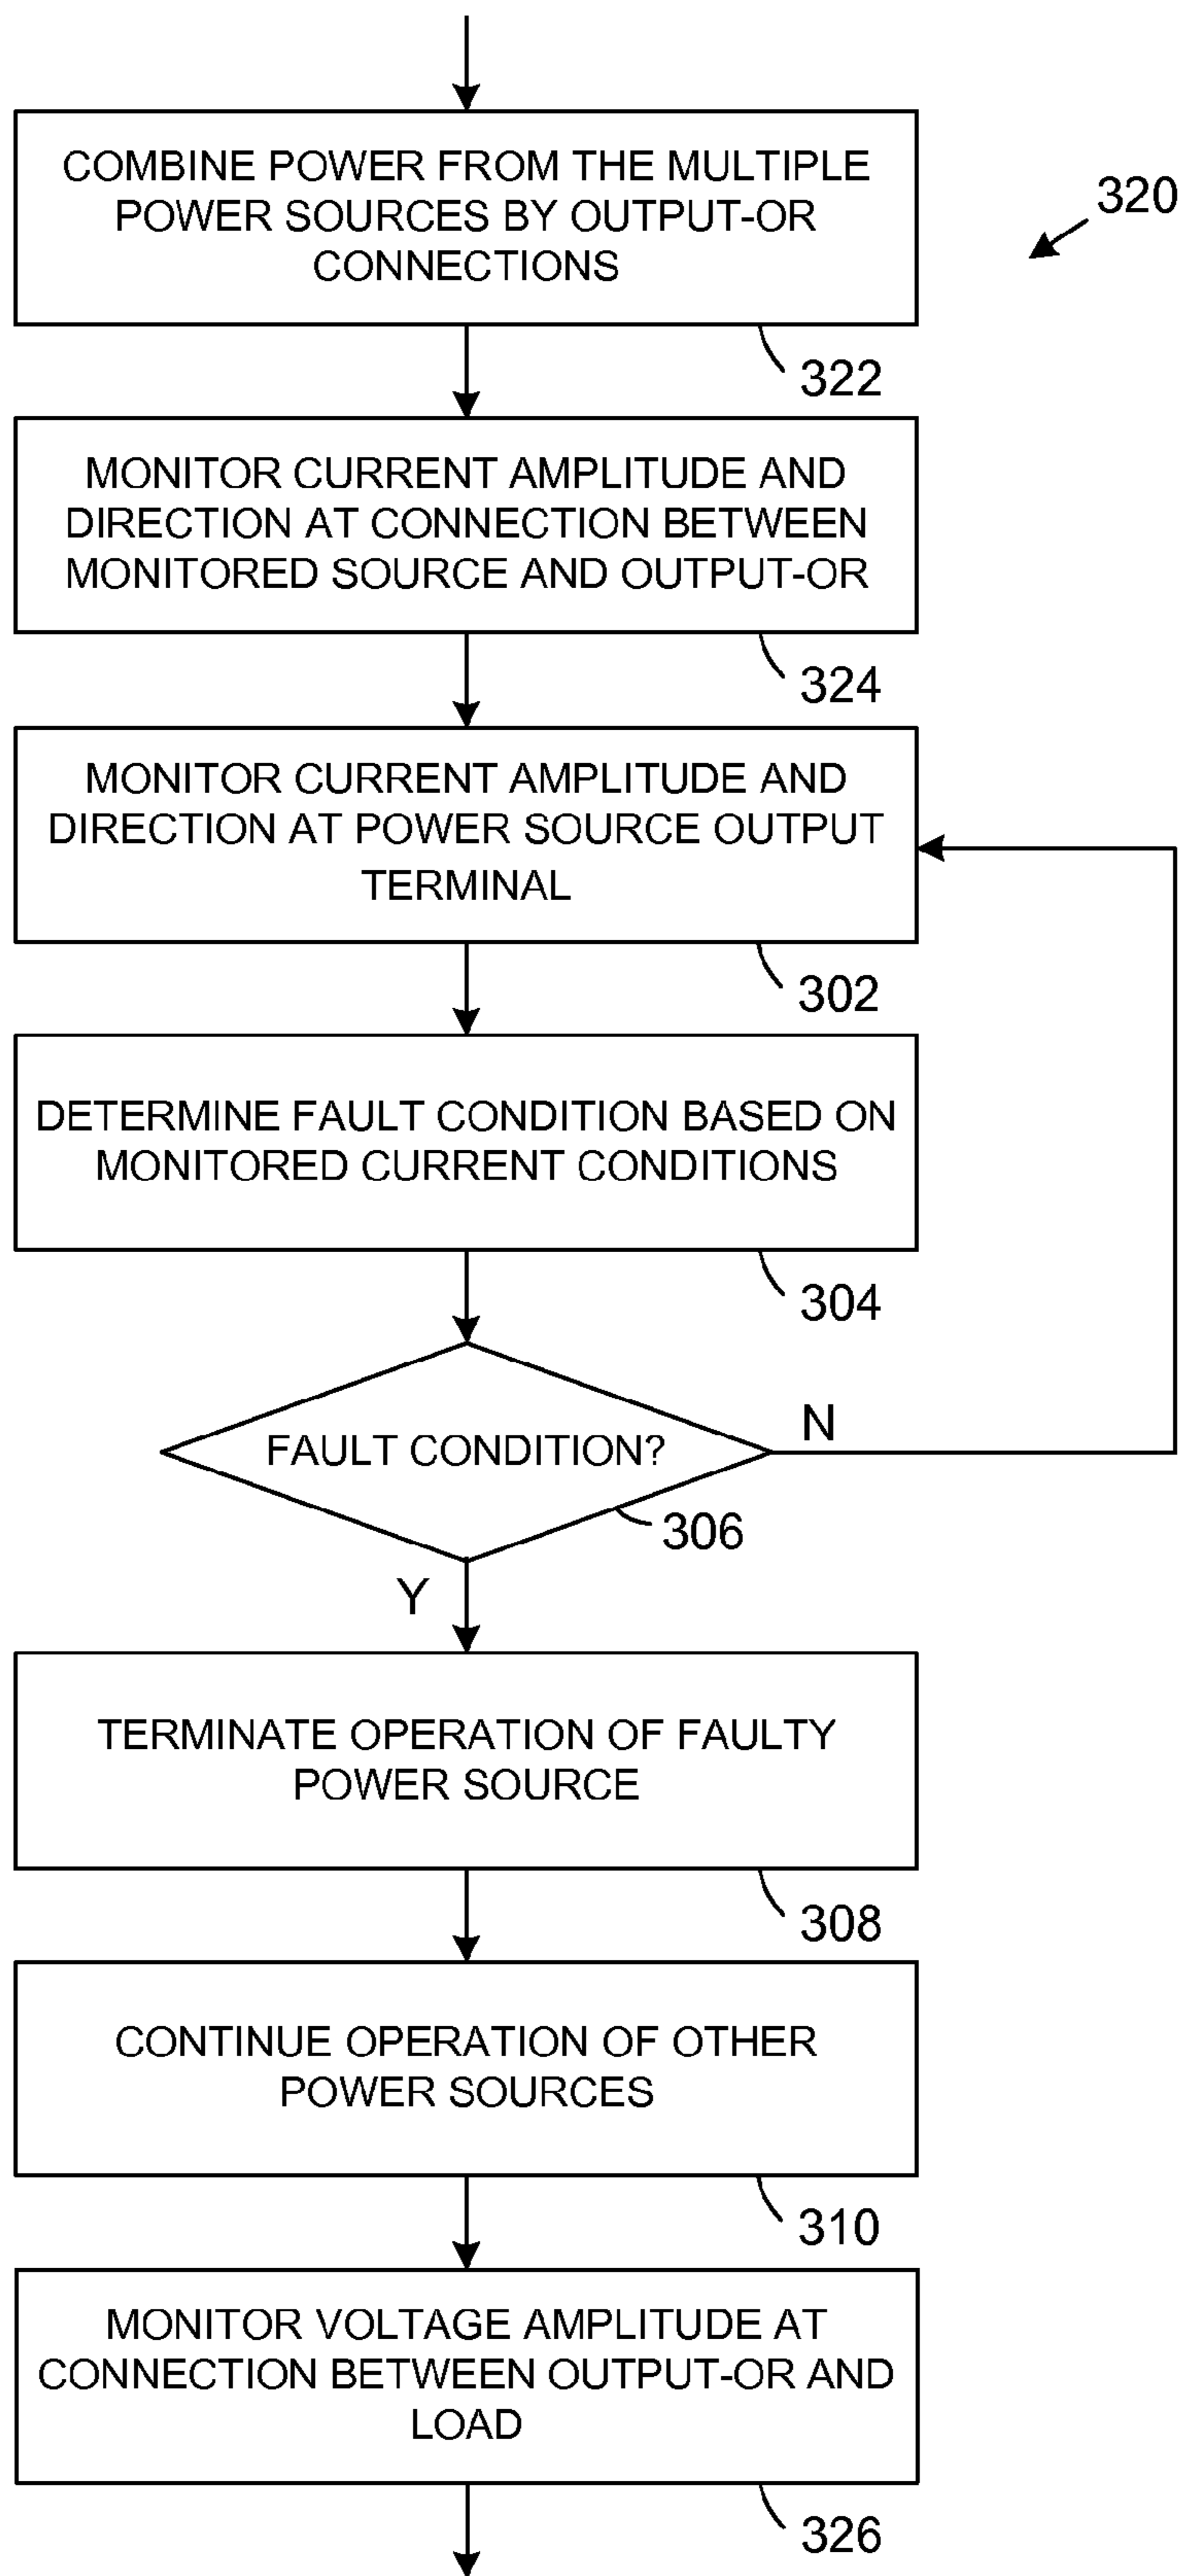 COMBINE POWER FROM THE MULTIPLE
POWER SOURCES BY OUTPUT-OR
CONNECTIONS
320
322
MONITOR CURRENT AMPLITUDE AND
DIRECTION AT CONNECTION BETWEEN
MONITORED SOURCE AND OUTPUT-OR
324
MONITOR CURRENT AMPLITUDE AND
DIRECTION AT POWER SOURCE OUTPUT
TERMINAL
302
DETERMINE FAULT CONDITION BASED ON
MONITORED CURRENT CONDITIONS
304
FAULT CONDITION?
N
306
Y
TERMINATE OPERATION OF FAULTY
POWER SOURCE
308
CONTINUE OPERATION OF OTHER
POWER SOURCES
310
MONITOR VOLTAGE AMPLITUDE AT
CONNECTION BETWEEN OUTPUT-OR AND
LOAD
326